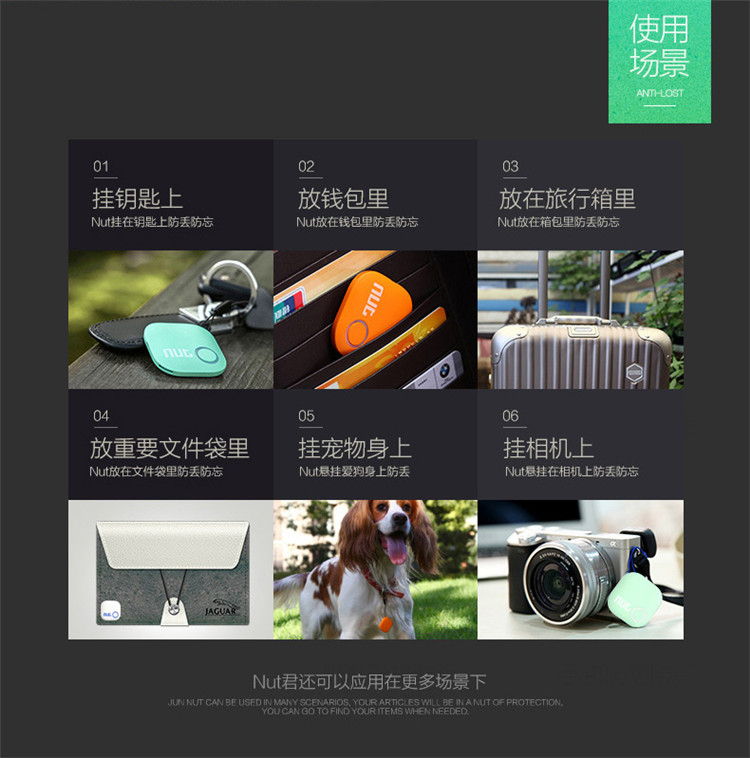 使用
场景
ANTI-LOST
01
挂钥匙上
Nut挂在钥匙上防丢防忘
02
放钱包里
Nut放在钱包里防丢防忘
03
放在旅行箱里
Nut放在箱包里防丢防忘
nut
nut
04
放重要文件袋里
Nut放在文件袋里防丢防忘
05
挂宠物身上
Nut悬挂爱狗身上防丢
06
挂相机上
Nut悬挂在相机上防丢防忘
nut
JAGUAR
nut
Nut君还可以应用在更多场景下
JUN NUT CAN BE USED IN MANY SCENARIOS, YOUR ARTICLES WILL BE IN A NUT OF PROTECTION,
YOU CAN GO TO FIND YOUR ITEMS WHEN NEEDED.